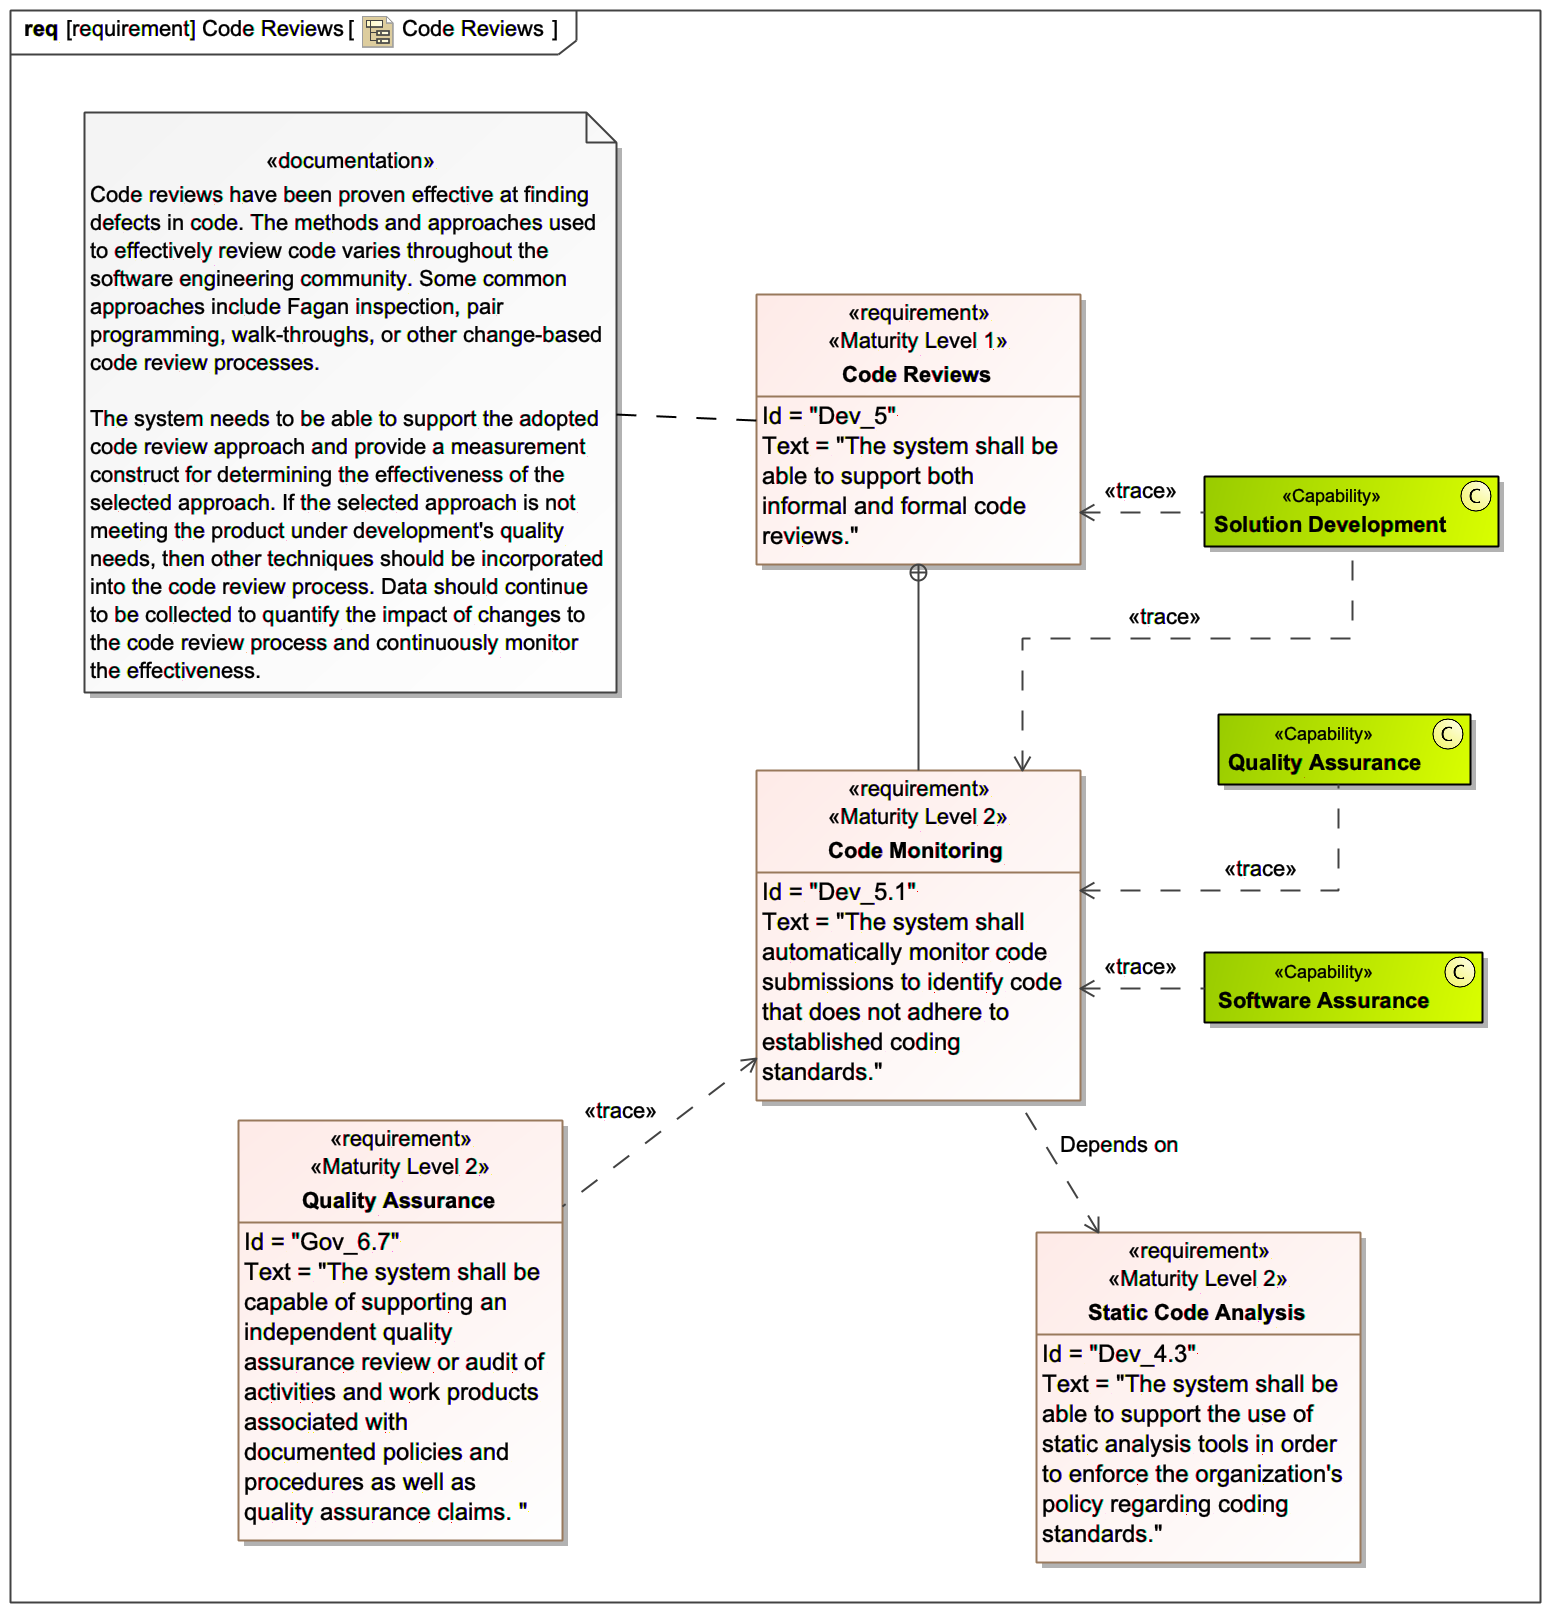 req [requirement] Code Reviews [ Code Reviews ]
«documentation»
Code reviews have been proven effective at finding
defects in code. The methods and approaches used
to effectively review code varies throughout the
software engineering community. Some common
approaches include Fagan inspection, pair
programming, walk-throughs, or other change-based
code review processes.
The system needs to be able to support the adopted
code review approach and provide a measurement
construct for determining the effectiveness of the
selected approach. If the selected approach is not
meeting the product under development's quality
needs, then other techniques should be incorporated
into the code review process. Data should continue
to be collected to quantify the impact of changes to
the code review process and continuously monitor
the effectiveness.
«requirement»
«Maturity Level 1»
Code Reviews
Id = "Dev_5"
Text = "The system shall be
able to support both
informal and formal code
reviews."
«trace»
«Capability»
C
Solution Development
«trace»
«Capability»
C
Quality Assurance
«trace»
«requirement»
«Maturity Level 2»
Code Monitoring
Id = "Dev_5.1"
Text = "The system shall
automatically monitor code
submissions to identify code
that does not adhere to
established coding
standards."
«trace»
«Capability»
C
Software Assurance
«trace»
Depends on
«requirement»
«Maturity Level 2»
Quality Assurance
Id = "Gov_6.7"
Text = "The system shall be
capable of supporting an
independent quality
assurance review or audit of
activities and work products
associated with
documented policies and
procedures as well as
quality assurance claims. "
«requirement»
«Maturity Level 2»
Static Code Analysis
Id = "Dev_4.3"
Text = "The system shall be
able to support the use of
static analysis tools in order
to enforce the organization's
policy regarding coding
standards."